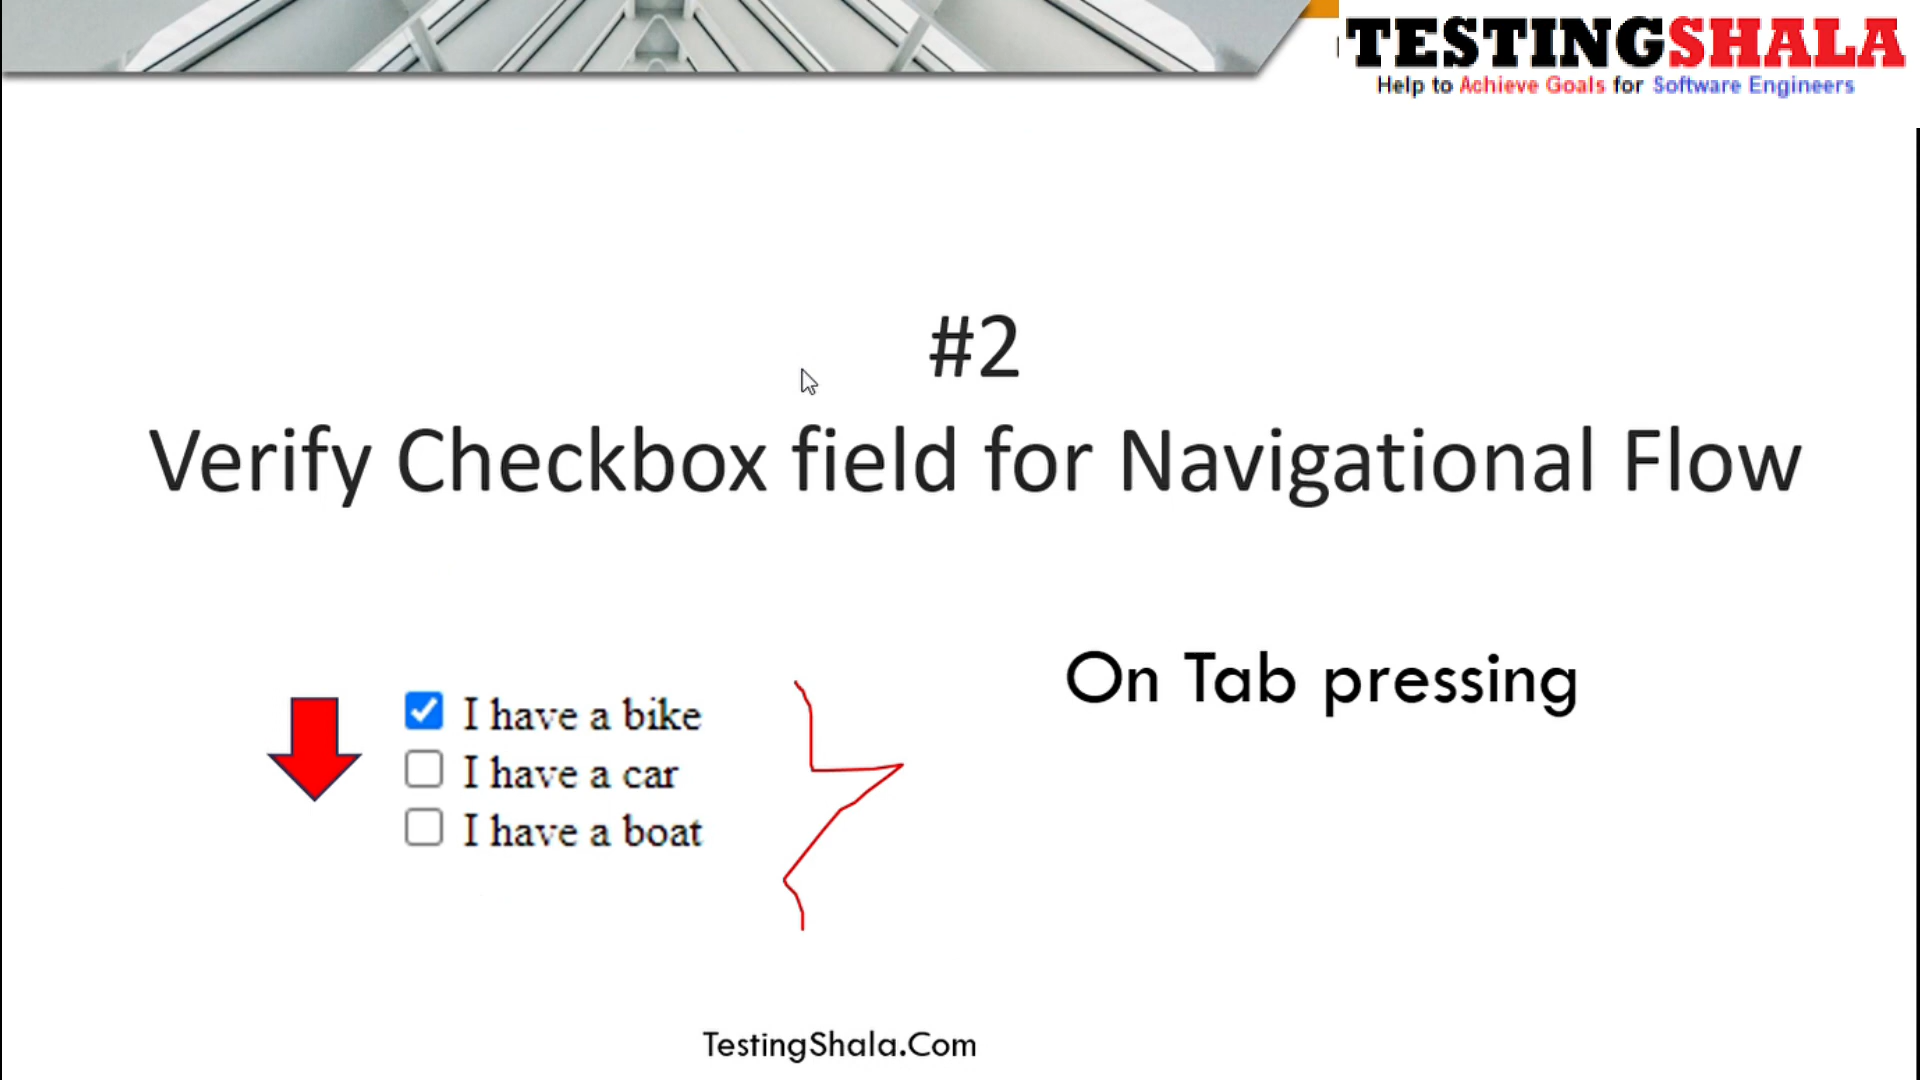 TESTINGSHALA
Help to Achieve Goals for Software Engineers
#2
Verify Checkbox field for Navigational Flow
On Tab pressing
I have a bike
I have a car
I have a boat
TestingShala.Com